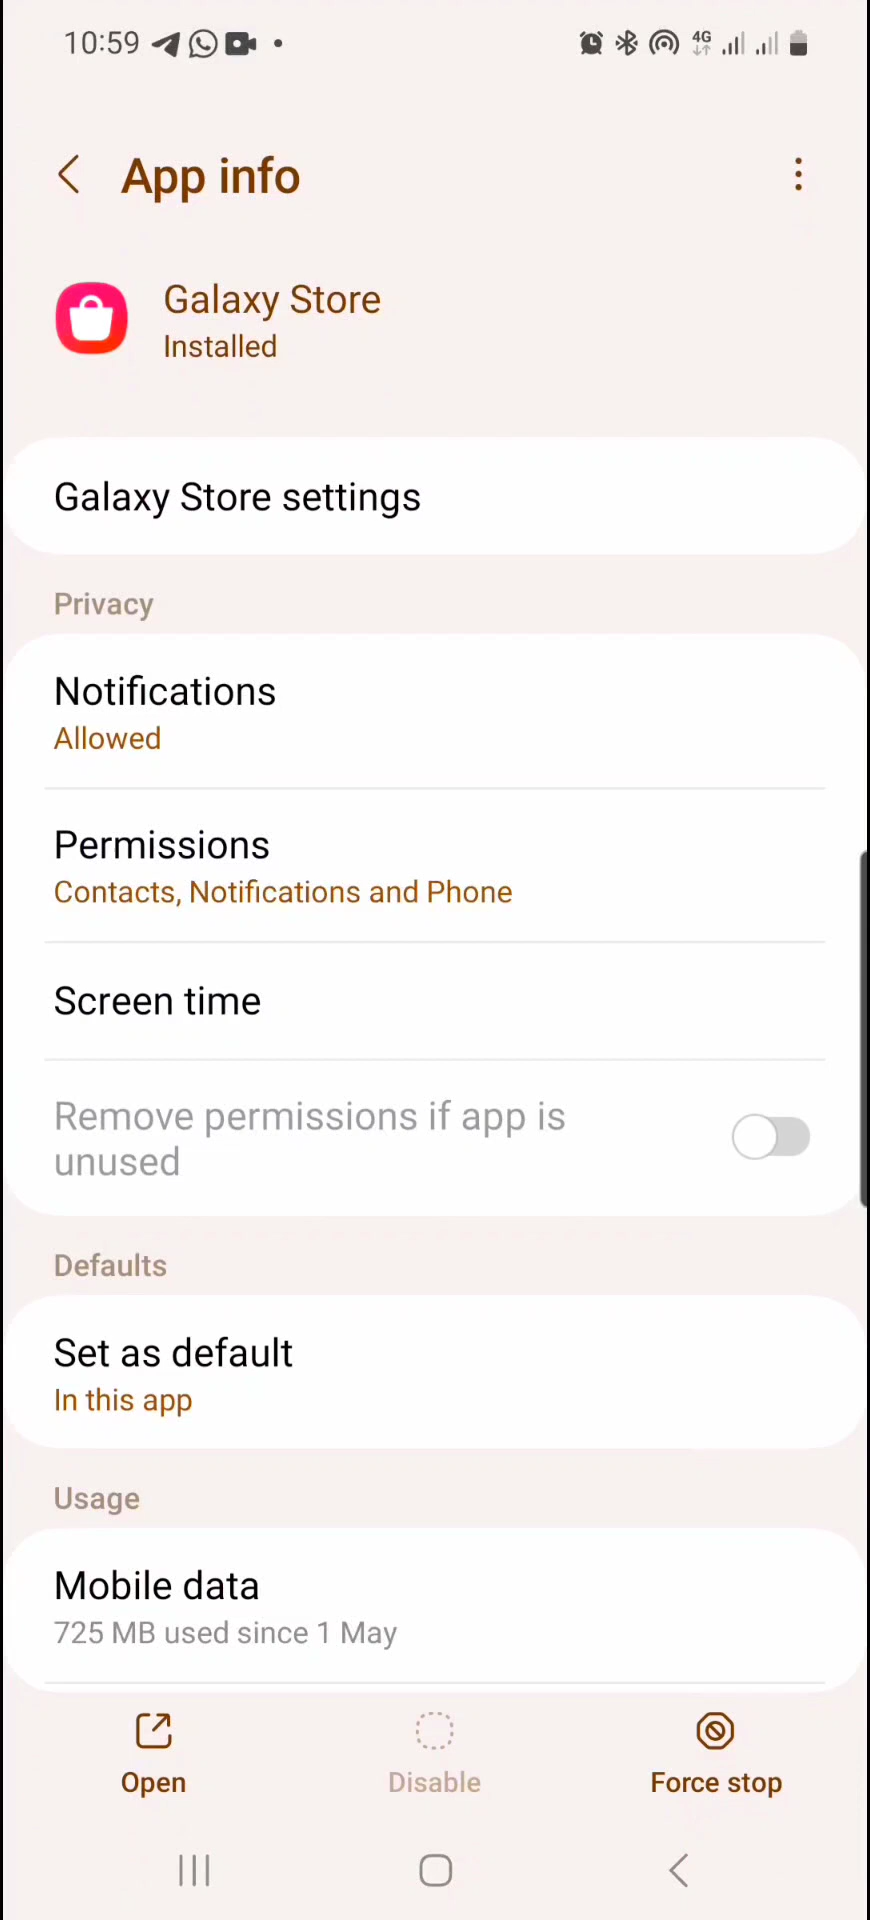 10:59
4G
App info
Galaxy Store
Installed
Galaxy Store settings
Privacy
Notifications
Allowed
Permissions
Contacts, Notifications and Phone
Screen time
Remove permissions if app is
unused
Defaults
Set as default
In this app
Usage
Mobile data
725 MB used since 1 May
Open
Disable
Force stop